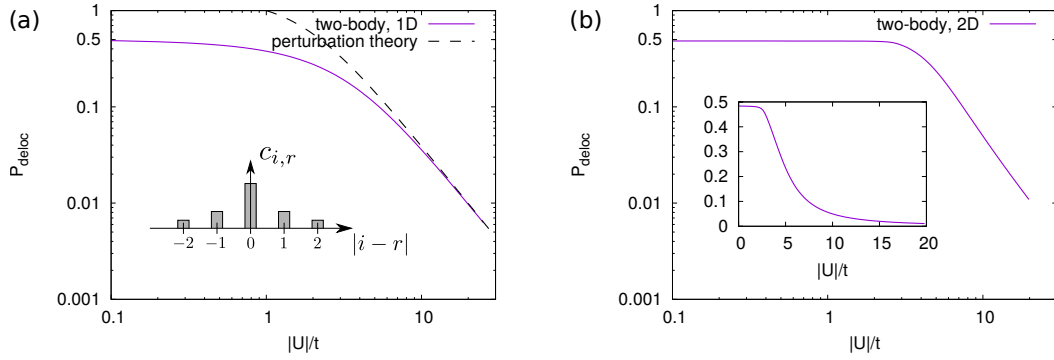 (a)
two-body, 1D
perturbation theory
1
0.5
0.1
0.01
0.001
P_deloc
c_{i,r}
−2 −1 0 1 2
|i − r|
0.1 1 10
|U|/t
(b)
two-body, 2D
1
0.5
0.1
0.01
0.001
P_deloc
0.5
0.4
0.3
0.2
0.1
0
0 5 10 15 20
|U|/t
0.1 1 10
|U|/t